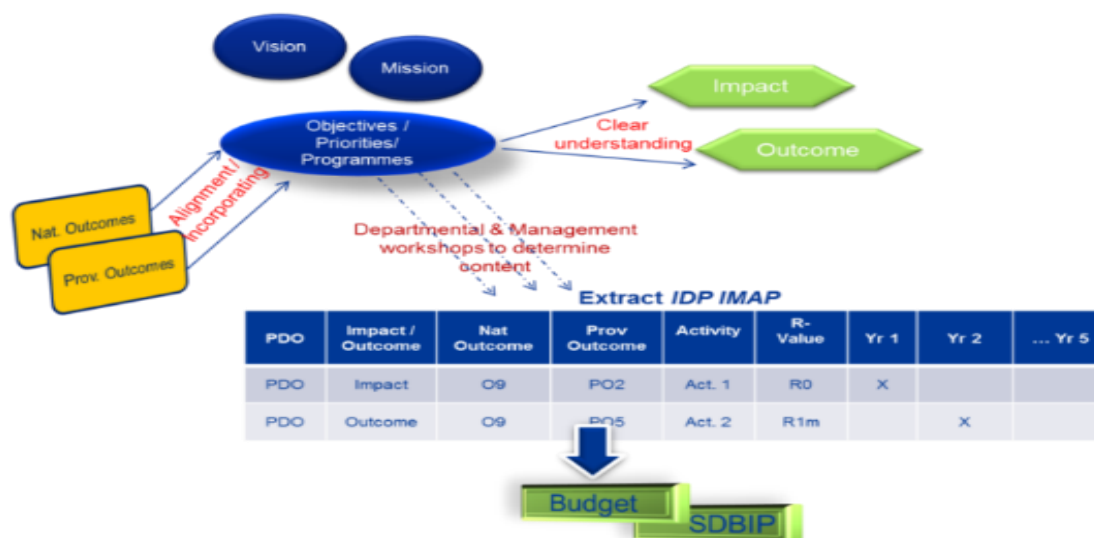 Vision
Mission
Objectives /
Priorities/
Programmes
Impact
Clear
understanding
Outcome
Alignment /
Incorporating
Nat. Outcomes
Prov. Outcomes
Departmental & Management
workshops to determine
content
Extract IDP IMAP
PDO Impact / Outcome Nat Outcome Prov Outcome Activity R-Value Yr 1 Yr 2 ... Yr 5
PDO Impact O9 PO2 Act. 1 R0 X
PDO Outcome O9 PO5 Act. 2 R1m X
Budget
SDBIP